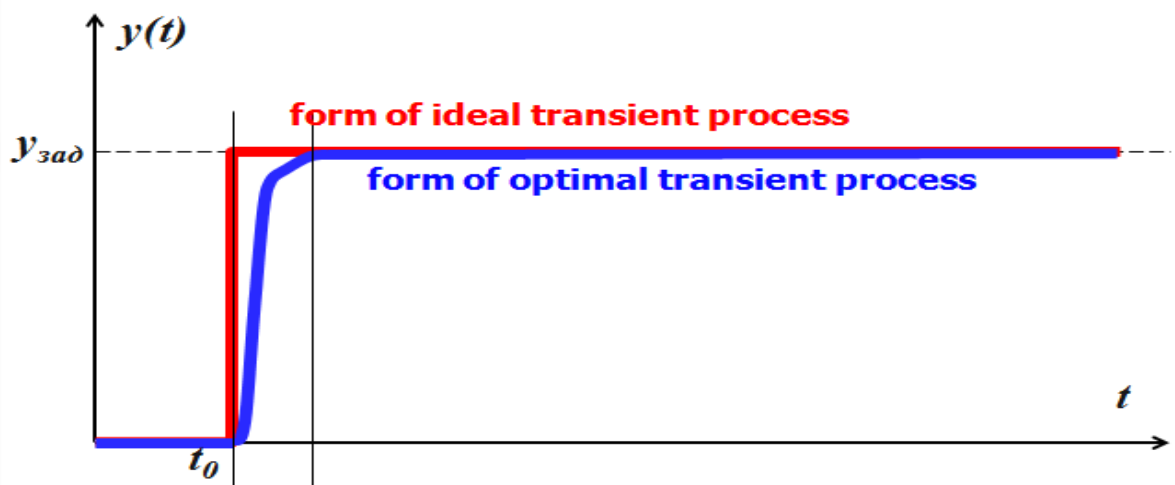 y(t)
form of ideal transient process
yзад
form of optimal transient process
t
t0